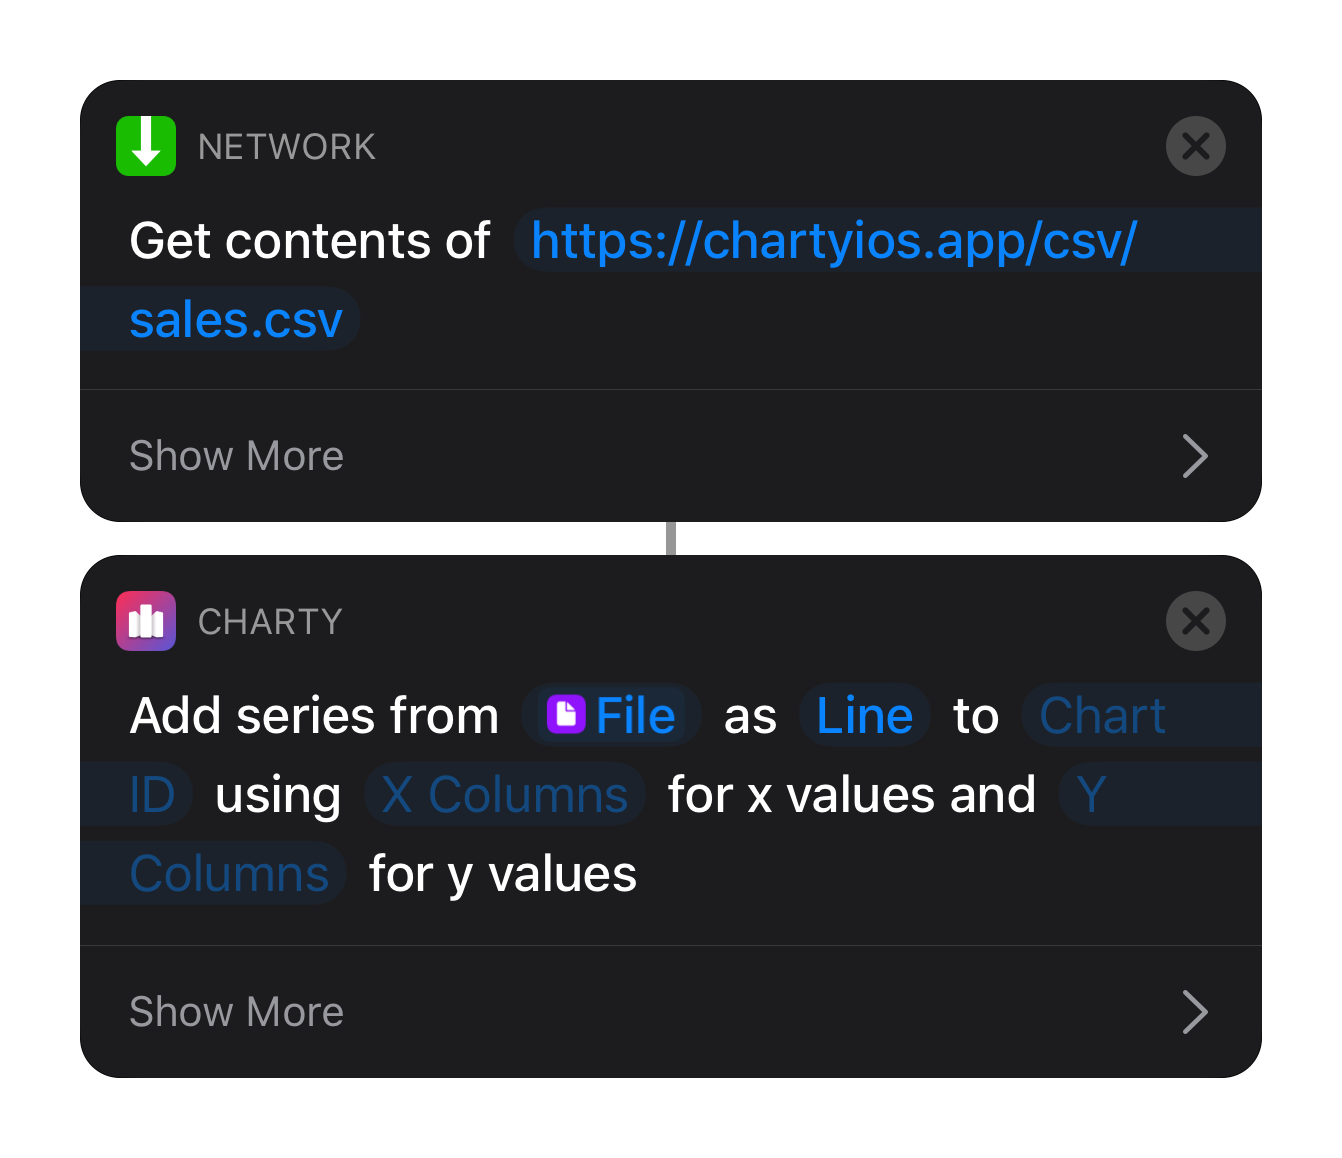 NETWORK
Get contents of https://chartyios.app/csv/
sales.csv
Show More
CHARTY
Add series from File as Line to Chart
ID using X Columns for x values and Y
Columns for y values
Show More